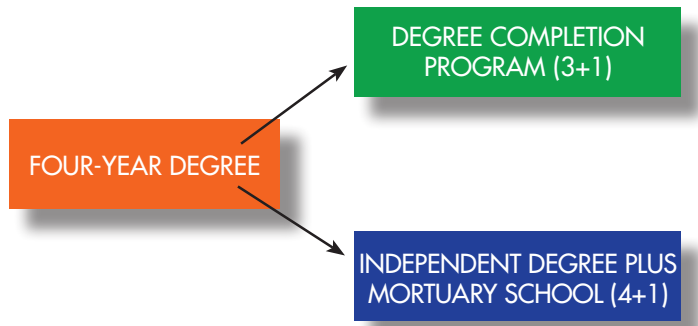 DEGREE COMPLETION
PROGRAM (3+1)
FOUR-YEAR DEGREE
INDEPENDENT DEGREE PLUS
MORTUARY SCHOOL (4+1)